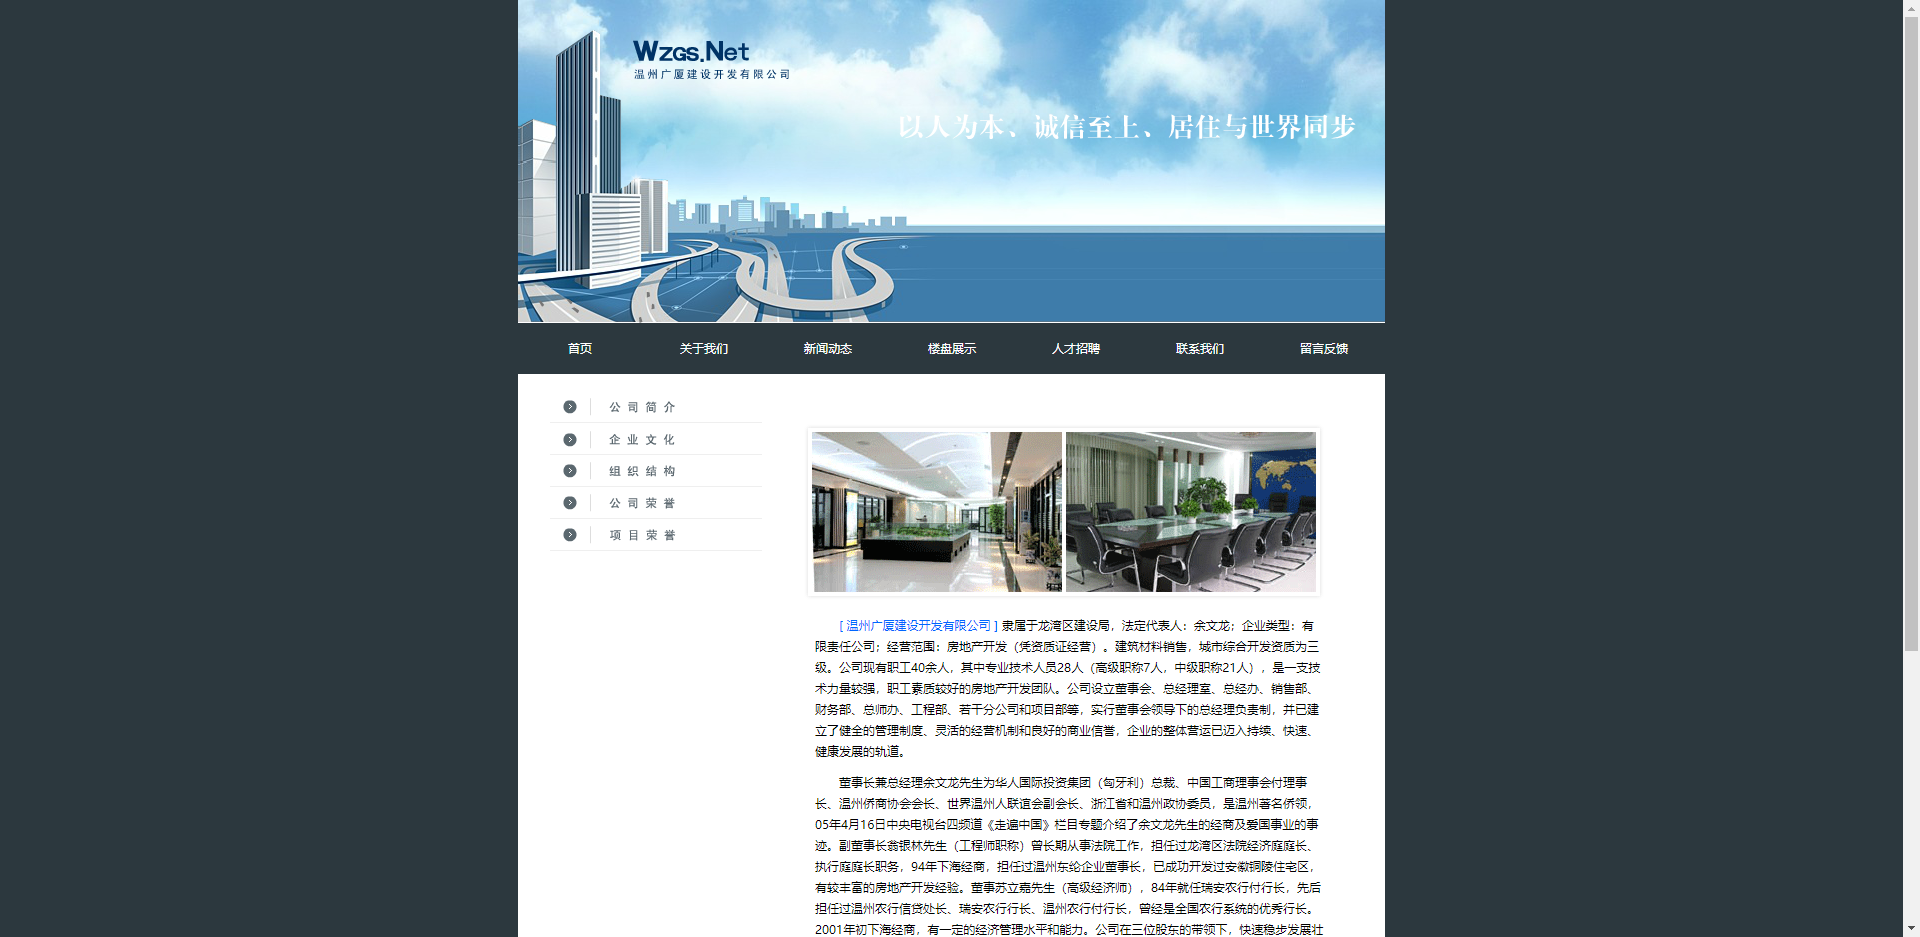 Wzgs.Net
温州广厦建设开发有限公司
以人为本、诚信至上、居住与世界同步
首页 关于我们 新闻动态 楼盘展示 人才招聘 联系我们 留言反馈
公司简介
企业文化
组织结构
公司荣誉
项目荣誉
[ 温州广厦建设开发有限公司 ] 隶属于龙湾区建设局，法定代表人：余文龙；企业类型：有
限责任公司；经营范围：房地产开发（凭资质证经营）。建筑材料销售，城市综合开发资质为三
级。公司现有职工40余人，其中专业技术人员28人（高级职称7人，中级职称21人），是一支技
术力量较强，职工素质较好的房地产开发团队。公司设立董事会、总经理室、总经办、销售部、
财务部、总师办、工程部、若干分公司和项目部等，实行董事会领导下的总经理负责制，并已建
立了健全的管理制度、灵活的经营机制和良好的商业信誉，企业的整体营运已迈入持续、快速、
健康发展的轨道。
董事长兼总经理余文龙先生为华人国际投资集团（匈牙利）总裁、中国工商理事会付理事
长、温州侨商协会会长、世界温州人联谊会副会长、浙江省和温州政协委员，是温州著名侨领，
05年4月16日中央电视台四频道《走遍中国》栏目专题介绍了余文龙先生的经商及爱国事业的事
迹。副董事长翁银林先生（工程师职称）曾长期从事法院工作，担任过龙湾区法院经济庭庭长、
执行庭庭长职务，94年下海经商，担任过温州东纶企业董事长，已成功开发过安徽铜陵住宅区，
有较丰富的房地产开发经验。董事苏立嘉先生（高级经济师），84年就任瑞安农行付行长，先后
担任过温州农行信贷处长、瑞安农行行长、温州农行付行长，曾经是全国农行系统的优秀行长。
2001年初下海经商，有一定的经济管理水平和能力。公司在三位股东的带领下，快速稳步发展壮